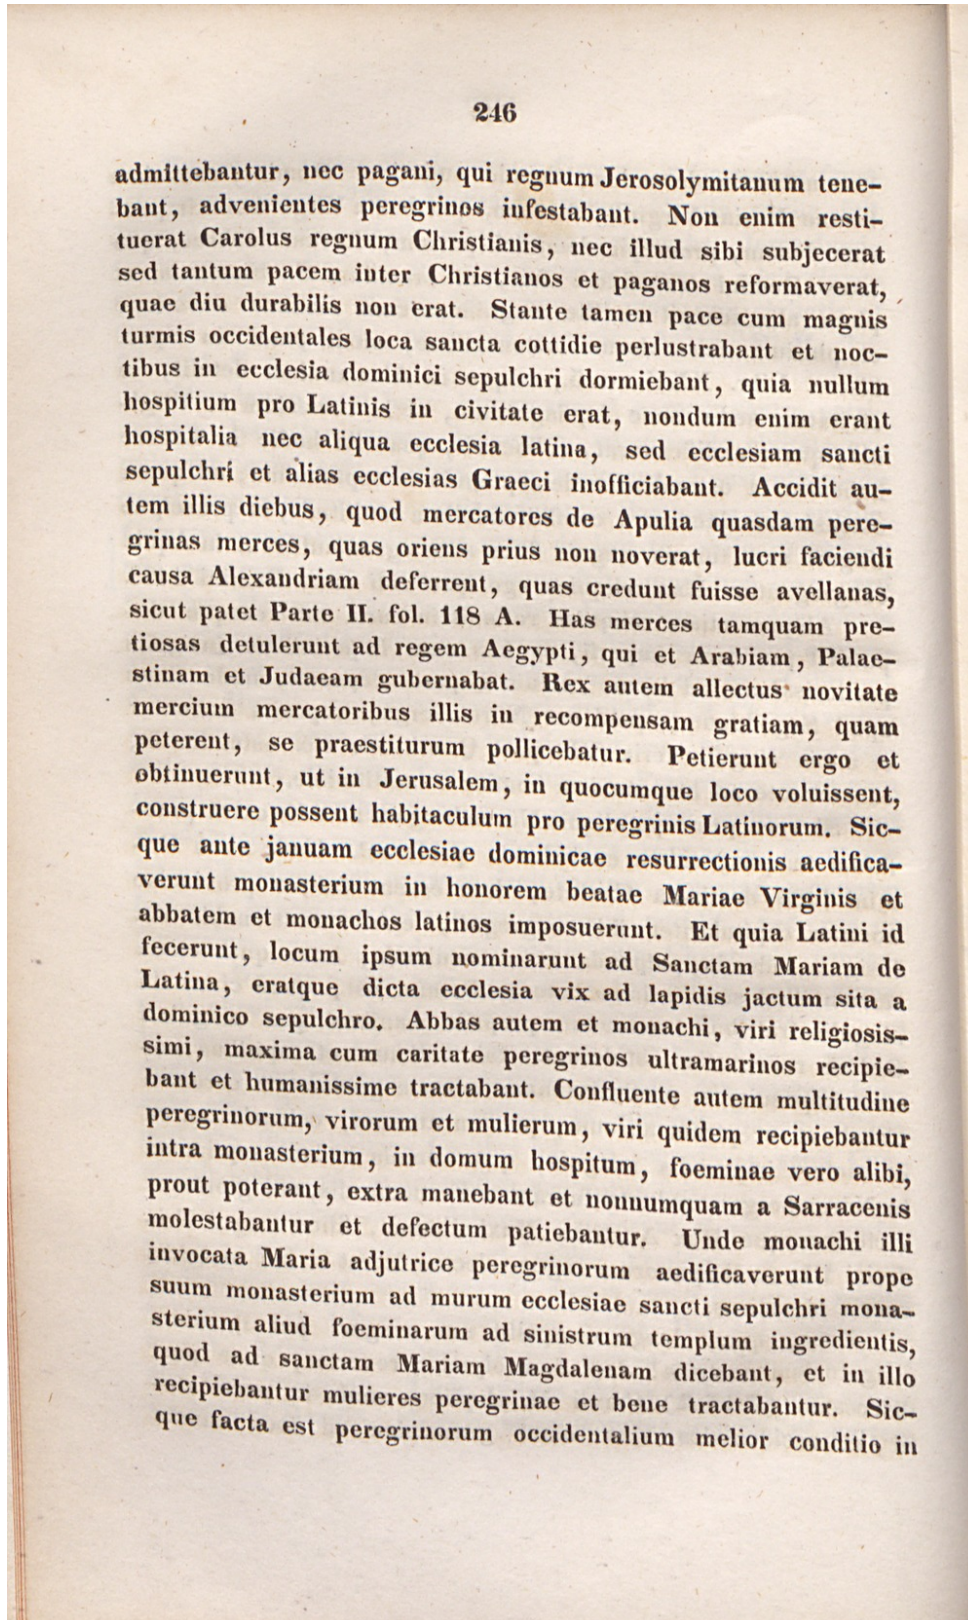 246
admittebantur, nec pagani, qui regnum Jerosolymitanum tene-
bant, advenientes peregrinos infestabant. Non enim resti-
tuerat Carolus regnum Christianis, nec illud sibi subjecerat
sed tantum pacem inter Christianos et paganos reformaverat,
quae diu durabilis non erat. Stante tamen pace cum magnis
turmis occidentales loca sancta cottidie perlustrabant et noc-
tibus in ecclesia dominici sepulchri dormiebant, quia nullum
hospitium pro Latinis in civitate erat, nondum enim erant
hospitalia nec aliqua ecclesia latina, sed ecclesiam sancti
sepulchri et alias ecclesias Graeci inofficiabant. Accidit au-
tem illis diebus, quod mercatores de Apulia quasdam pere-
grinas merces, quas oriens prius non noverat, lucri faciendi
causa Alexandriam deferrent, quas credunt fuisse avellanas,
sicut patet Parte II. fol. 118 A. Has merces tamquam pre-
tiosas detulerunt ad regem Aegypti, qui et Arabiam, Palae-
stinam et Judaeam gubernabat. Rex autem allectus novitate
mercium mercatoribus illis in recompensam gratiam, quam
peterent, se praestiturum pollicebatur. Petierunt ergo et
obtinuerunt, ut in Jerusalem, in quocumque loco voluissent,
construere possent habitaculum pro peregrinis Latinorum. Sic-
que ante januam ecclesiae dominicae resurrectionis aedifica-
verunt monasterium in honorem beatae Mariae Virginis et
abbatem et monachos latinos imposuerunt. Et quia Latini id
fecerunt, locum ipsum nominarunt ad Sanctam Mariam de
Latina, eratque dicta ecclesia vix ad lapidis jactum sita a
dominico sepulchro. Abbas autem et monachi, viri religiosis-
simi, maxima cum caritate peregrinos ultramarinos recipie-
bant et humanissime tractabant. Confluente autem multitudine
peregrinorum, virorum et mulierum, viri quidem recipiebantur
intra monasterium, in domum hospitum, foeminae vero alibi,
prout poterant, extra manebant et nonnumquam a Sarracenis
molestabantur et defectum patiebantur. Unde monachi illi
invocata Maria adjutrice peregrinorum aedificaverunt prope
suum monasterium ad murum ecclesiae sancti sepulchri mona-
sterium aliud foeminarum ad sinistrum templum ingredientis,
quod ad sanctam Mariam Magdalenam dicebant, et in illo
recipiebantur mulieres peregrinae et bene tractabantur. Sic-
que facta est peregrinorum occidentalium melior conditio in